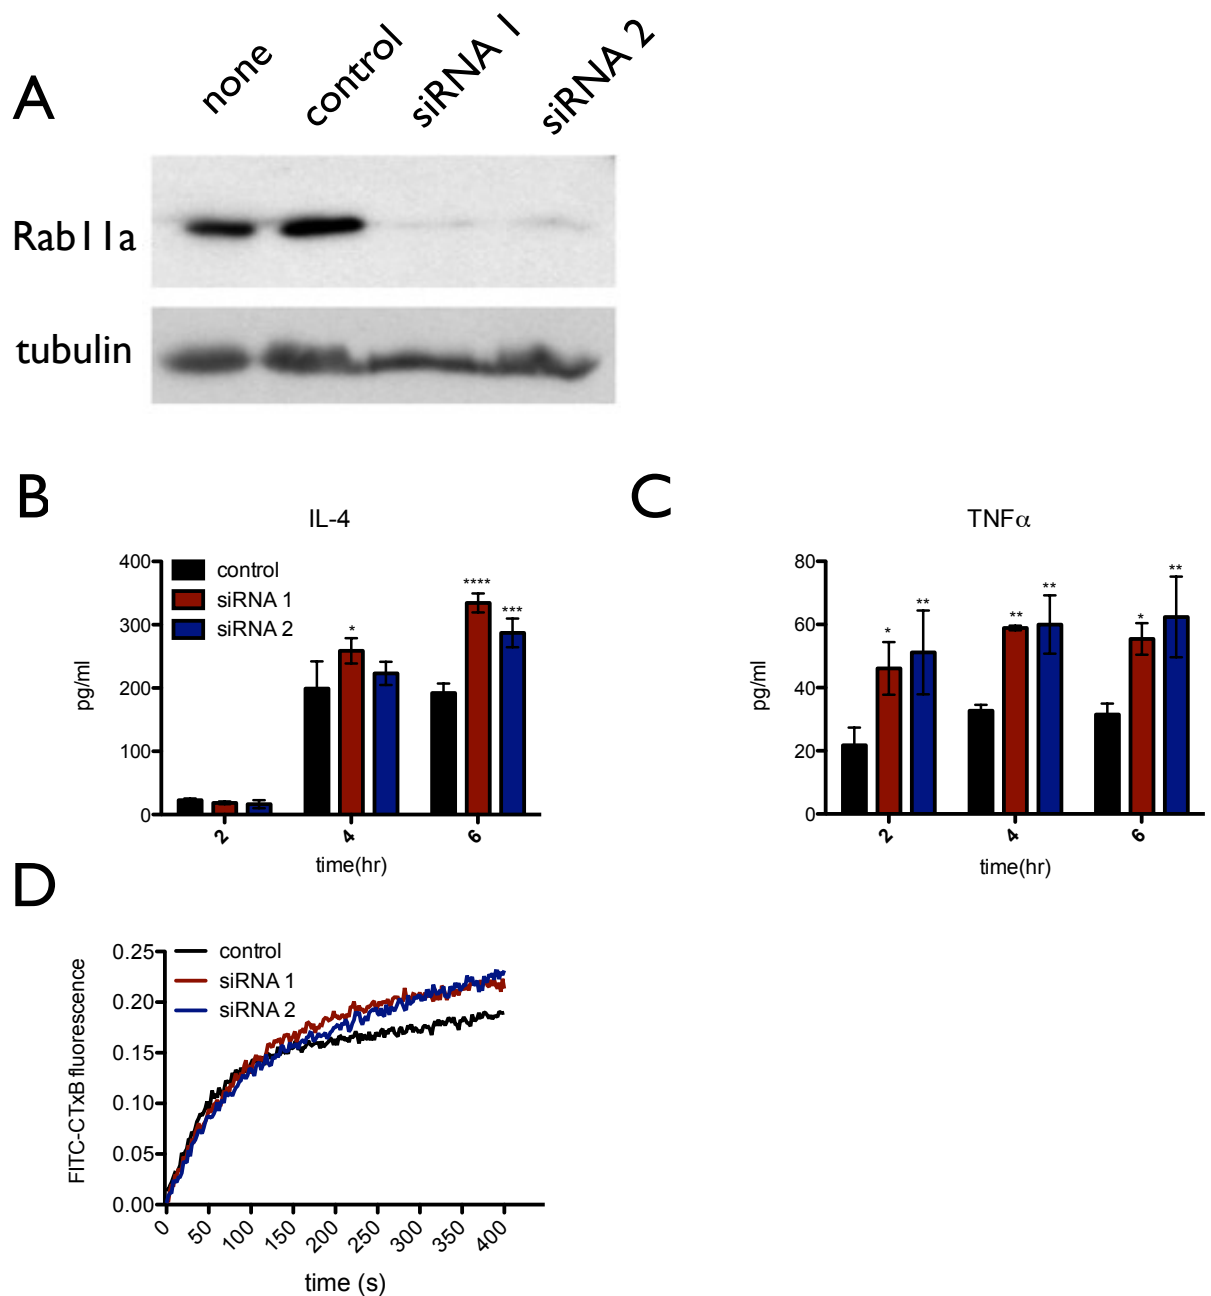 A
none
control
siRNA 1
siRNA 2
Rab11a
tubulin
B
IL-4
400
300
200
100
0
pg/ml
control
siRNA 1
siRNA 2
*
****
***
2
4
6
time(hr)
C
TNFα
80
60
40
20
0
pg/ml
*
**
**
**
*
**
2
4
6
time(hr)
D
0.25
0.20
0.15
0.10
0.05
0.00
FITC-CTxB fluorescence
control
siRNA 1
siRNA 2
0
50
100
150
200
250
300
350
400
time (s)